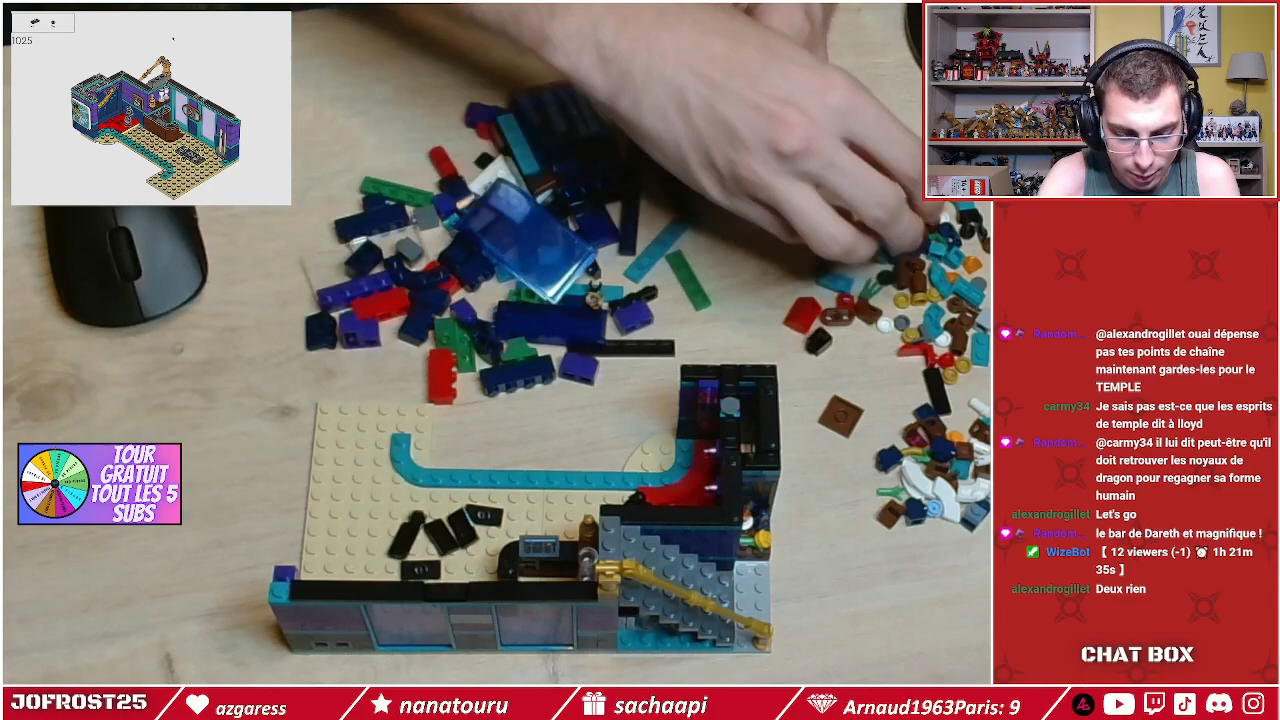 1025
TOUR
GRATUIT
TOUT LES 5
SUBS
Random... @alexandrogillet ouai dépense
pas tes points de chaîne
maintenant gardes-les pour le
TEMPLE
carmy34 Je sais pas est-ce que les esprits
de temple dit à lloyd
Random... @carmy34 il lui dit peut-être qu'il
doit retrouver les noyaux de
dragon pour regagner sa forme
humain
alexandrogillet Let's go
Random... le bar de Dareth et magnifique !
WizeBot 【 12 viewers (-1) ⏰ 1h 21m
35s 】
alexandrogillet Deux rien
CHAT BOX
JOFROST25 azgaress nanatouru sachaapi Arnaud1963Paris: 9